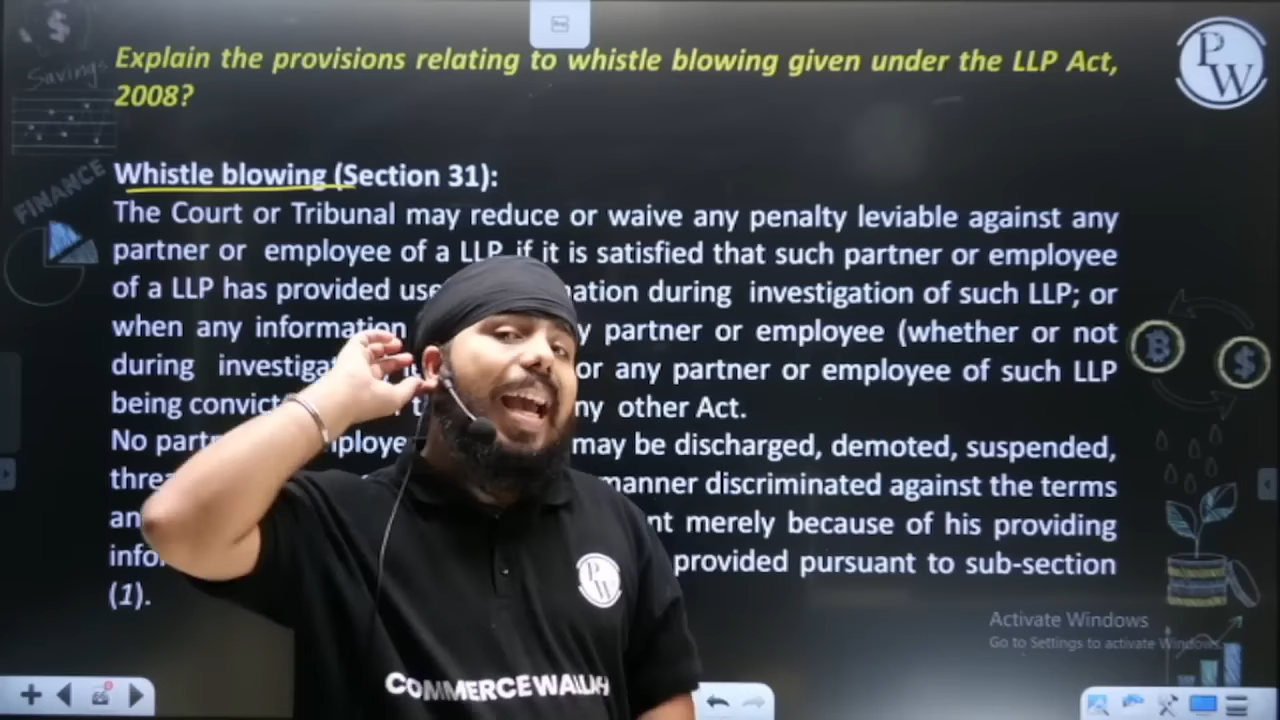 Savings
FINANCE
Explain the provisions relating to whistle blowing given under the LLP Act,
2008?
P
W
Whistle blowing (Section 31):
The Court or Tribunal may reduce or waive any penalty leviable against any
partner or employee of a LLP, if it is satisfied that such partner or employee
of a LLP has provided use ation during investigation of such LLP; or
when any information y partner or employee (whether or not
during investiga or any partner or employee of such LLP
being convict ny other Act.
No part mploye may be discharged, demoted, suspended,
threa manner discriminated against the terms
an nt merely because of his providing
info provided pursuant to sub-section
(1).
P
W
COMMERCEWALLAH
Activate Windows
Go to Settings to activate Windows.